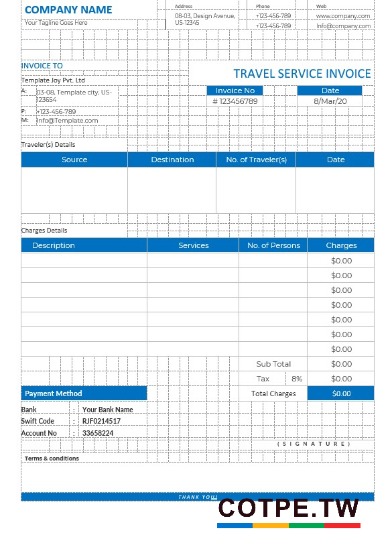 COMPANY NAME
Your Tagline Goes Here
Address
08-03, Design Avenue,
US 12345
Phone
+123-456-789
+123-456-789
Web
www.company.com
Info@company.com
INVOICE TO
Template Joy Pvt. Ltd
A: 03-08, Template city, US-
123654
P: +123-456-789
M: Info@Template.com
TRAVEL SERVICE INVOICE
Invoice No Date
# 123456789 8/Mar/20
Traveler(s) Details
Source Destination No. of Traveler(s) Date
Charges Details
Description Services No. of Persons Charges
$0.00
$0.00
$0.00
$0.00
$0.00
$0.00
$0.00
Sub Total $0.00
Tax 8% $0.00
Payment Method Total Charges $0.00
Bank : Your Bank Name
Swift Code : RJF0214517
Account No : 33658224
(SIGNATURE)
Terms & conditions
THANK YOU!
COTPE.TW